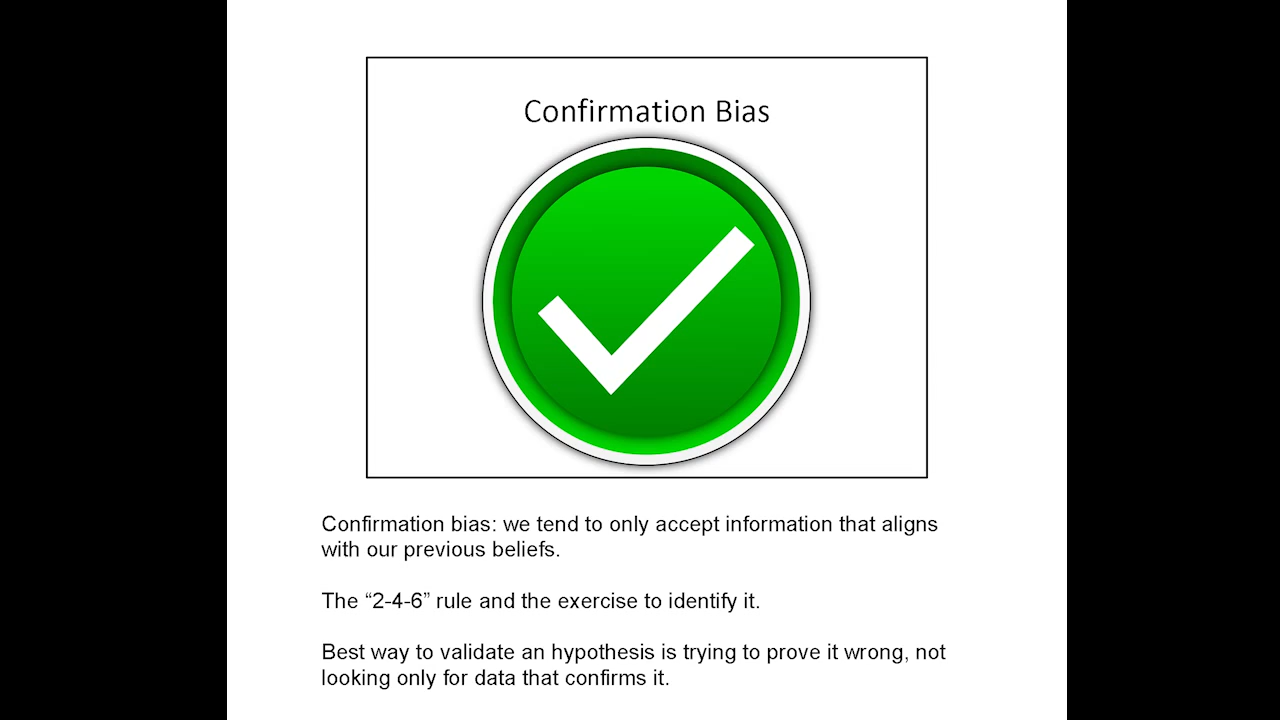 Confirmation Bias
Confirmation bias: we tend to only accept information that aligns
with our previous beliefs.
The “2-4-6” rule and the exercise to identify it.
Best way to validate an hypothesis is trying to prove it wrong, not
looking only for data that confirms it.